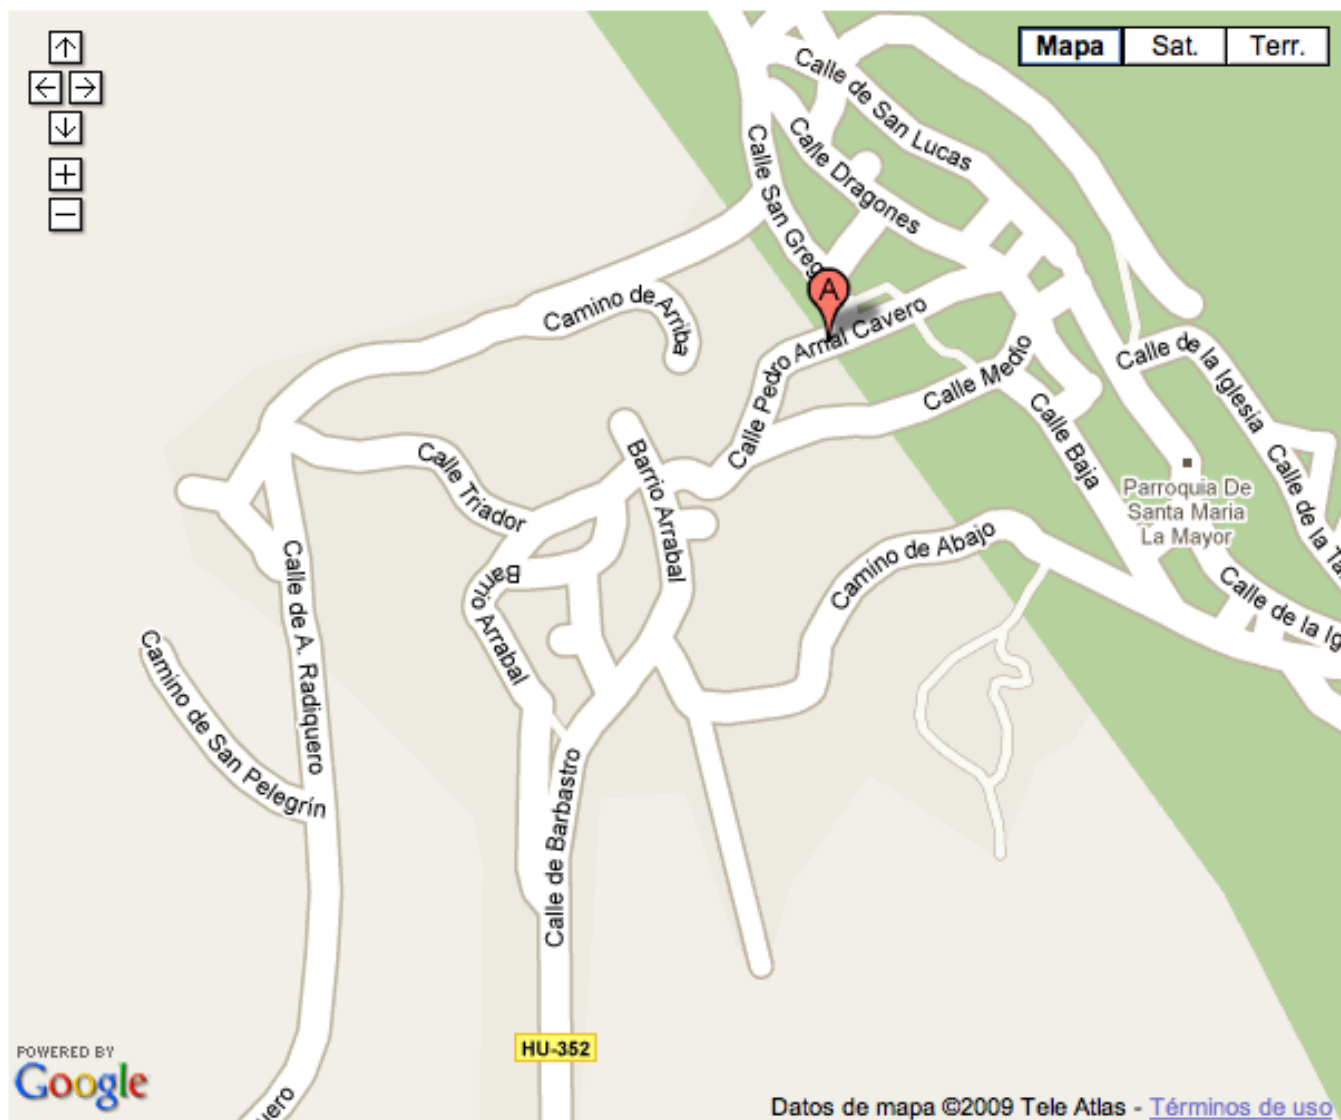 Mapa
Sat.
Terr.
Calle de San Lucas
Calle Dragones
Calle San Greg
A
Camino de Arriba
Calle Pedro Arnal Cavero
Calle Medio
Calle de la Iglesia
Calle Baja
Calle de la Ta
Parroquia De
Santa Maria
La Mayor
Barrio Arrabal
Calle Triador
Camino de Abajo
Barrio Arrabal
Calle de A. Radiquero
Calle de la Ig
Camino de San Pelegrín
Calle de Barbastro
HU-352
POWERED BY
Google
quero
Datos de mapa ©2009 Tele Atlas - Términos de uso